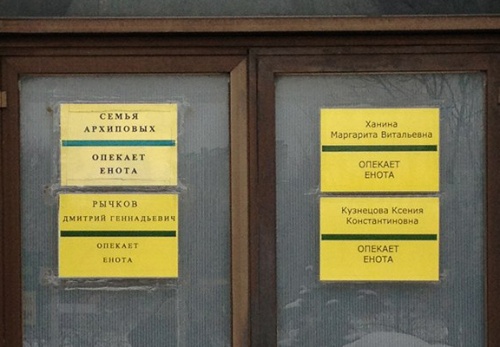 СЕМЬЯ
АРХИПОВЫХ
ОПЕКАЕТ
ЕНОТА
РЫЧКОВ
ДМИТРИЙ ГЕННАДЬЕВИЧ
ОПЕКАЕТ
ЕНОТА
Ханина
Маргарита Витальевна
ОПЕКАЕТ
ЕНОТА
Кузнецова Ксения
Константиновна
ОПЕКАЕТ
ЕНОТА